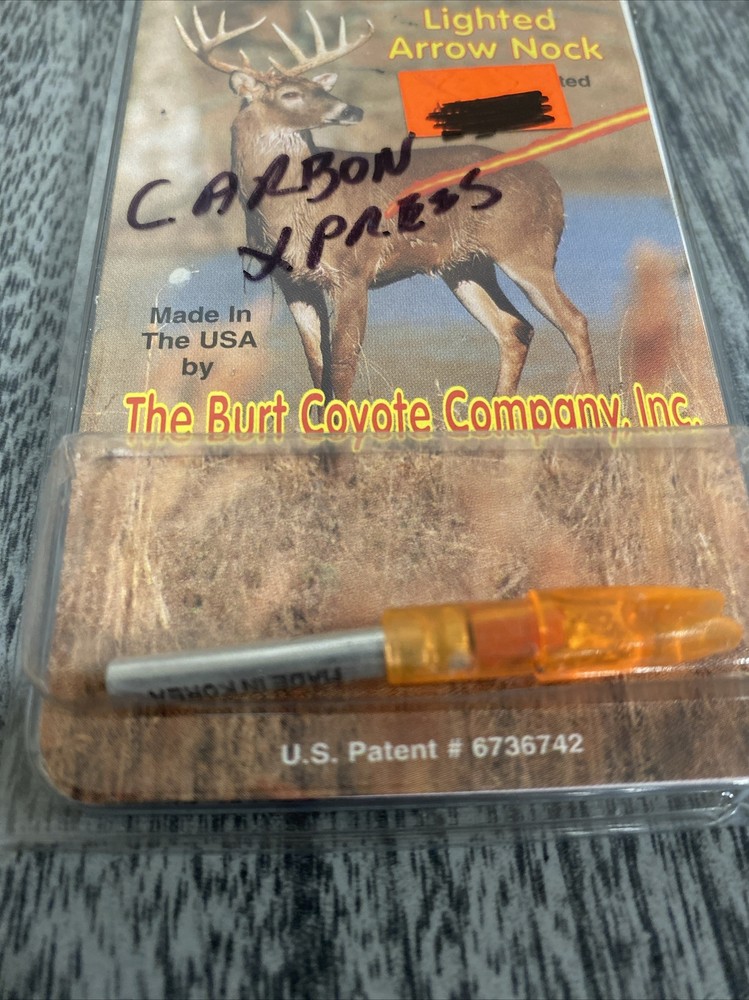 Lighted
Arrow Nock
ted
CARBON
XPRESS
Made In
The USA
by
The Burt Coyote Company, Inc.
MADE IN KOREA
U.S. Patent # 6736742